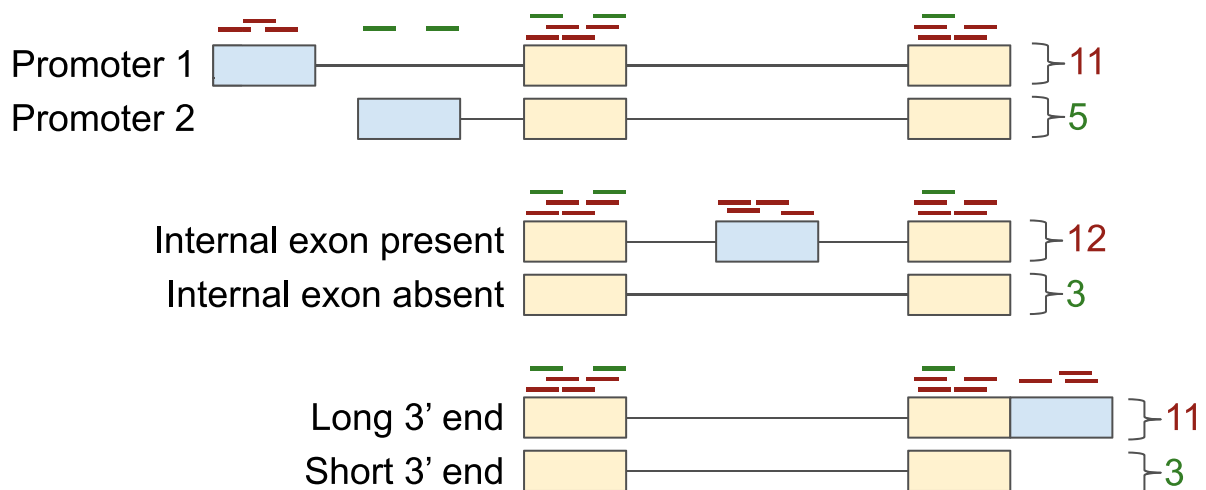 Promoter 1 11
Promoter 2 5
Internal exon present 12
Internal exon absent 3
Long 3’ end 11
Short 3’ end 3